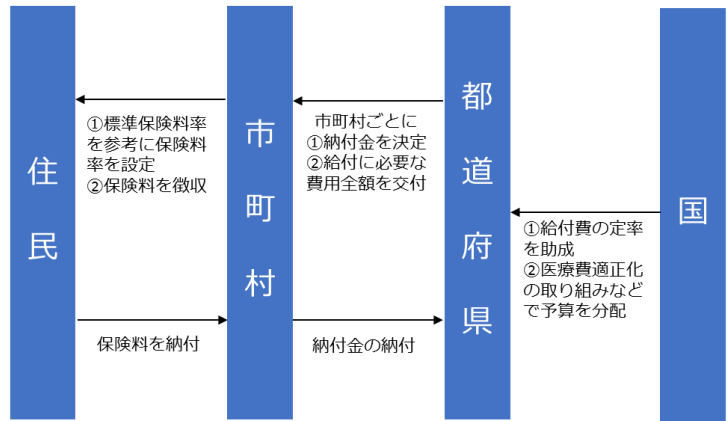 住民
①標準保険料率
を参考に保険料
率を設定
②保険料を徴収
保険料を納付
市町村
市町村ごとに
①納付金を決定
②給付に必要な
費用全額を交付
納付金の納付
都道府県
①給付費の定率
を助成
②医療費適正化
の取り組みなど
で予算を分配
国